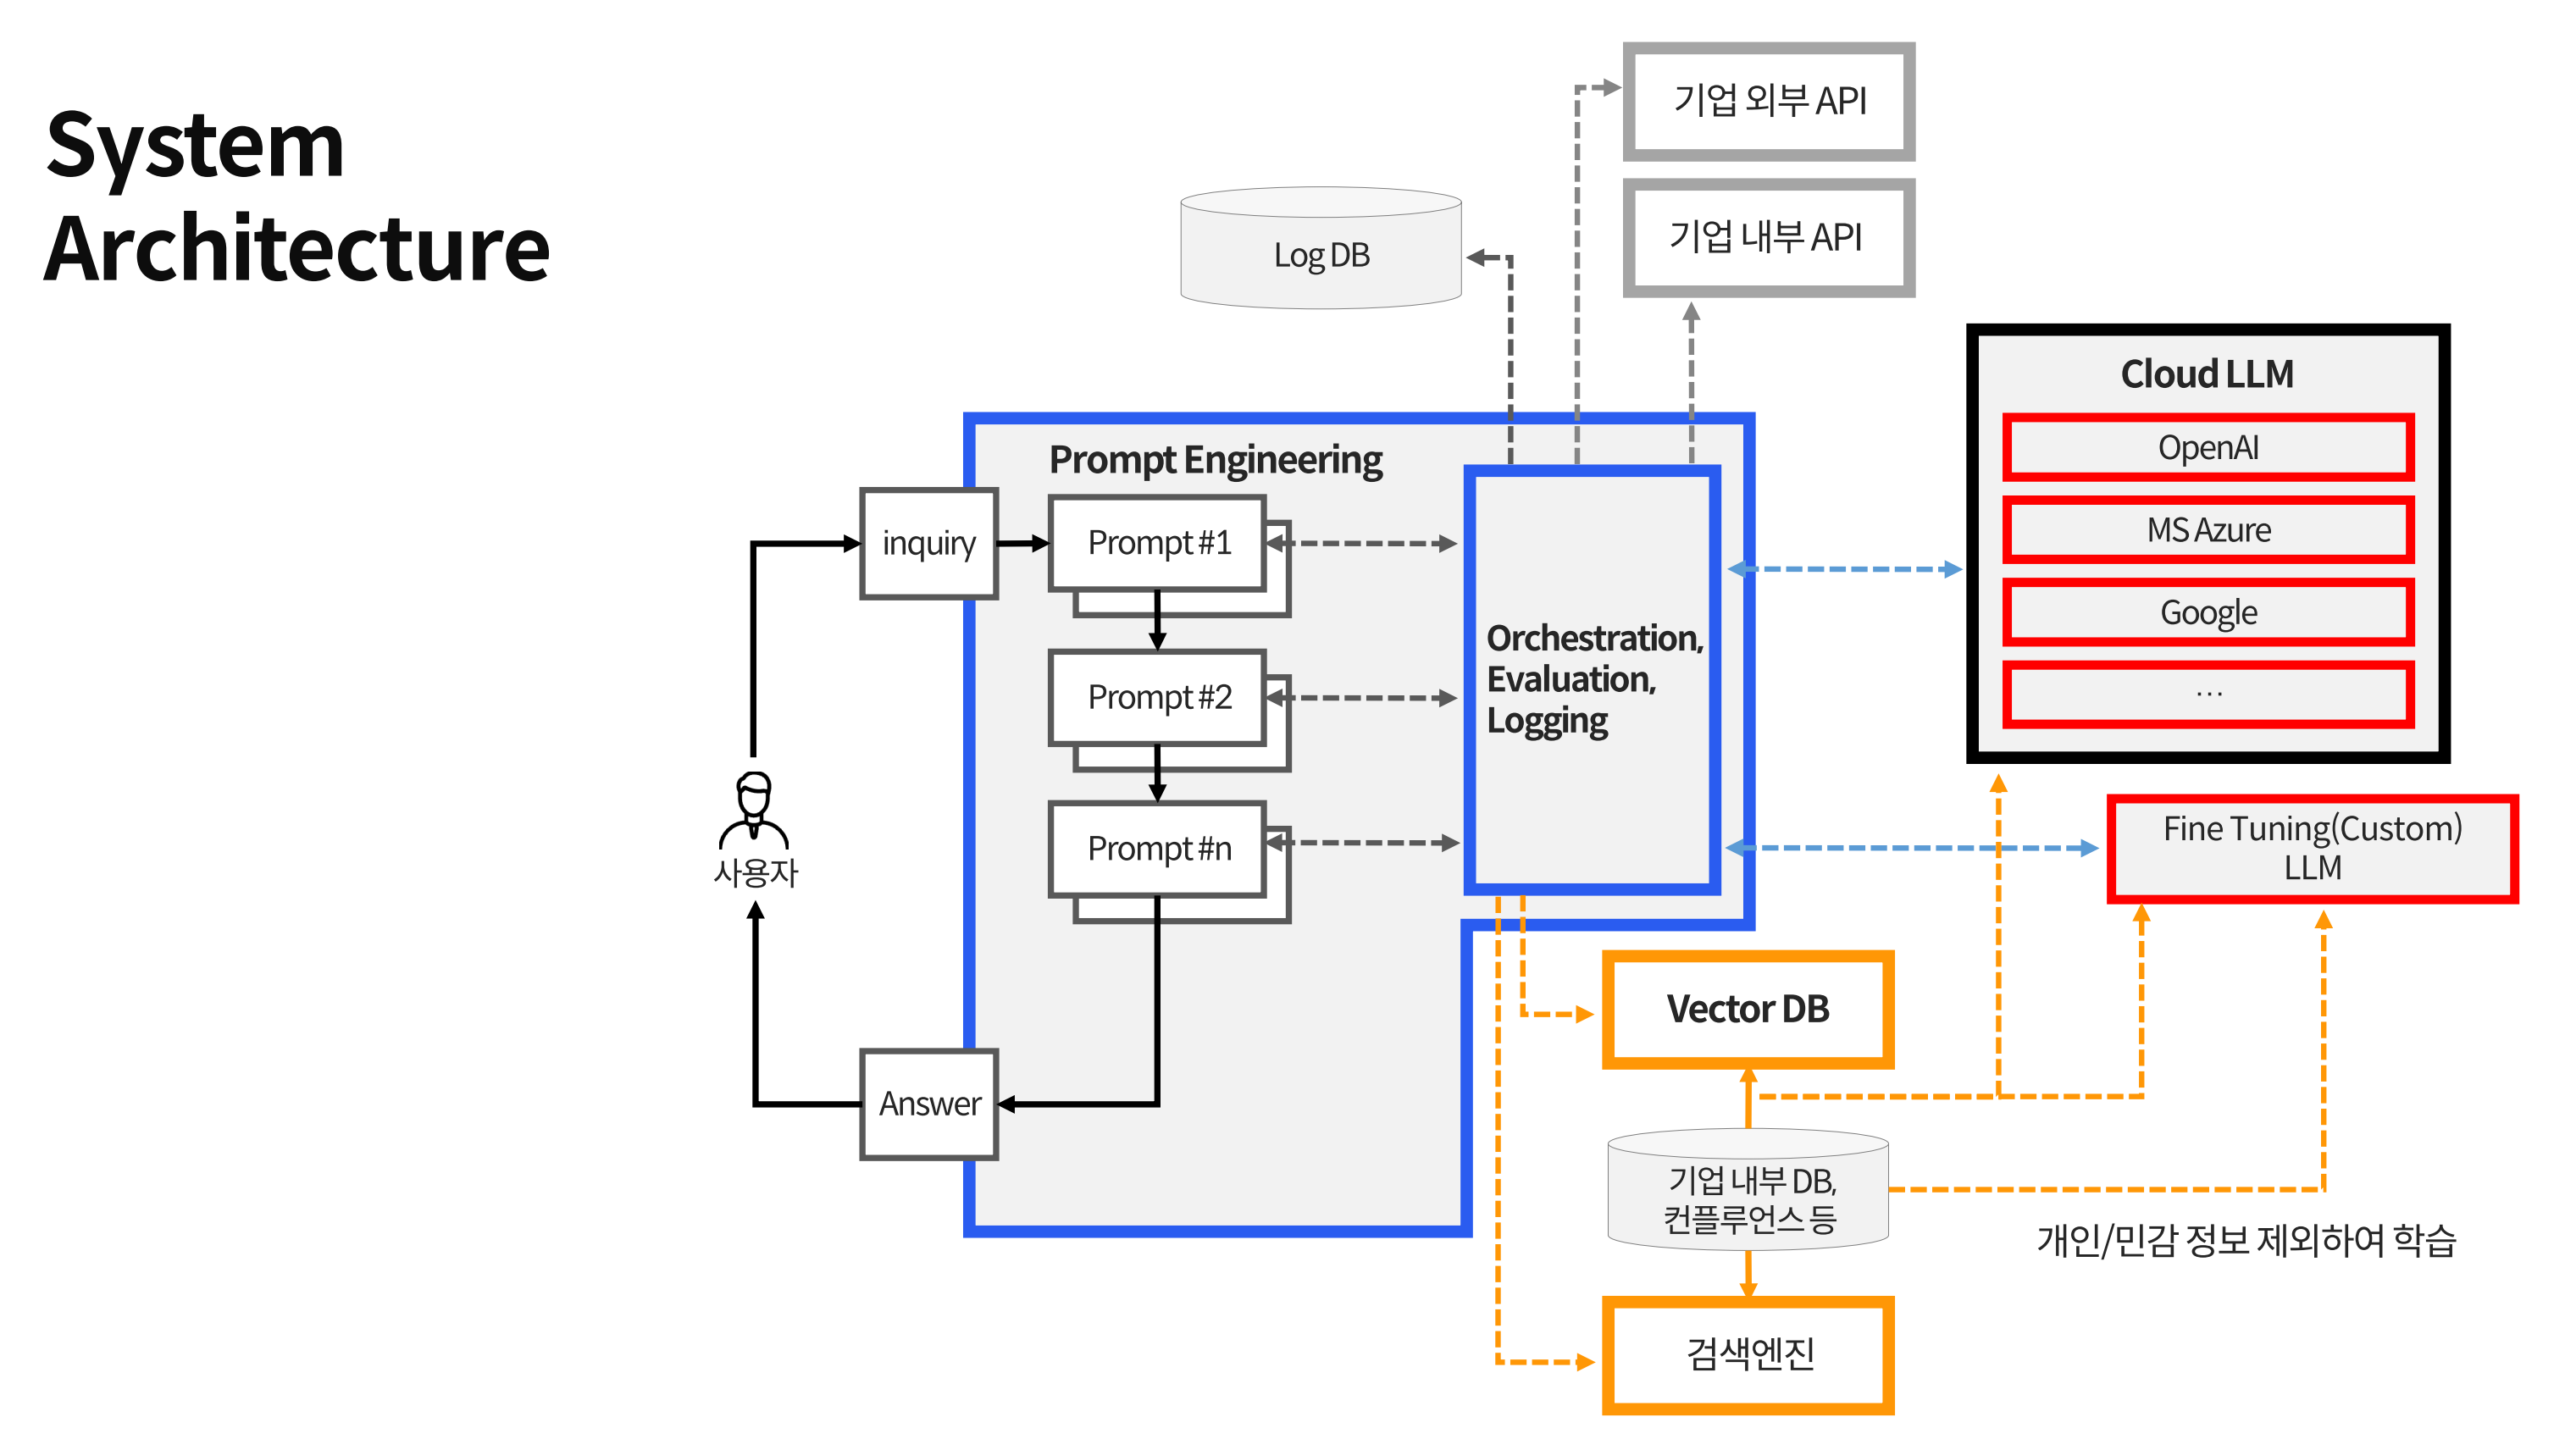 System
Architecture
기업 외부 API
기업 내부 API
Log DB
Cloud LLM
OpenAI
MS Azure
Google
...
Prompt Engineering
inquiry
Prompt #1
Prompt #2
Prompt #n
Orchestration,
Evaluation,
Logging
사용자
Fine Tuning(Custom)
LLM
Vector DB
Answer
기업 내부 DB,
컨플루언스 등
개인/민감 정보 제외하여 학습
검색엔진